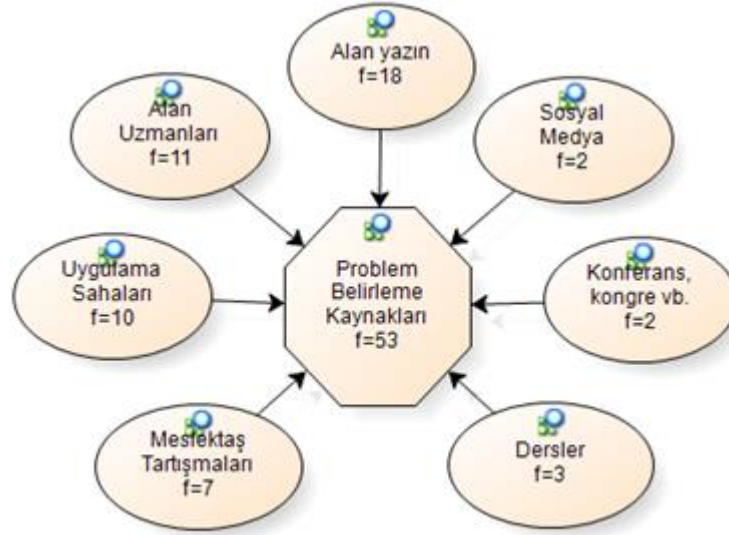 Alan yazın
f=18
Alan
Uzmanları
f=11
Sosyal
Medya
f=2
Uygulama
Sahaları
f=10
Problem
Belirleme
Kaynakları
f=53
Konferans,
kongre vb.
f=2
Meslektaş
Tartışmaları
f=7
Dersler
f=3